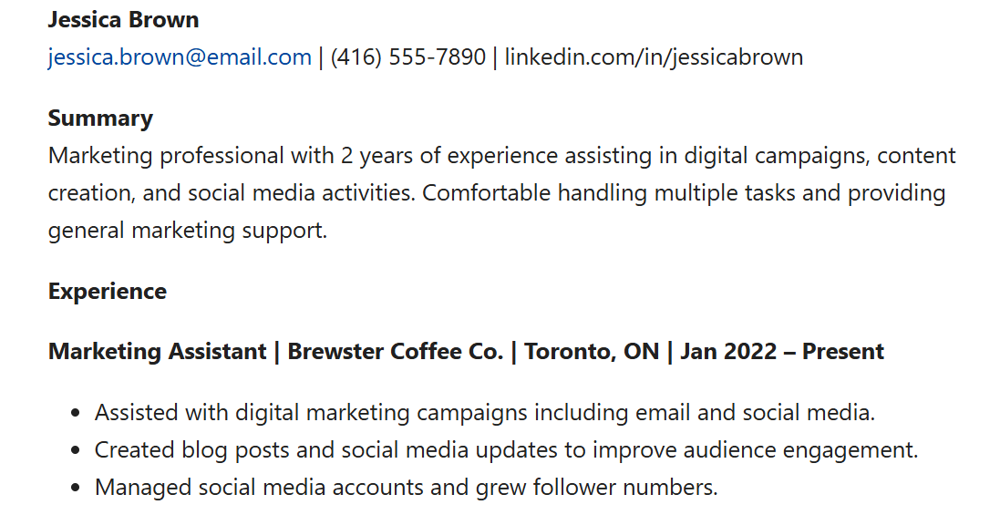 Jessica Brown
jessica.brown@email.com | (416) 555-7890 | linkedin.com/in/jessicabrown
Summary
Marketing professional with 2 years of experience assisting in digital campaigns, content
creation, and social media activities. Comfortable handling multiple tasks and providing
general marketing support.
Experience
Marketing Assistant | Brewster Coffee Co. | Toronto, ON | Jan 2022 – Present
• Assisted with digital marketing campaigns including email and social media.
• Created blog posts and social media updates to improve audience engagement.
• Managed social media accounts and grew follower numbers.